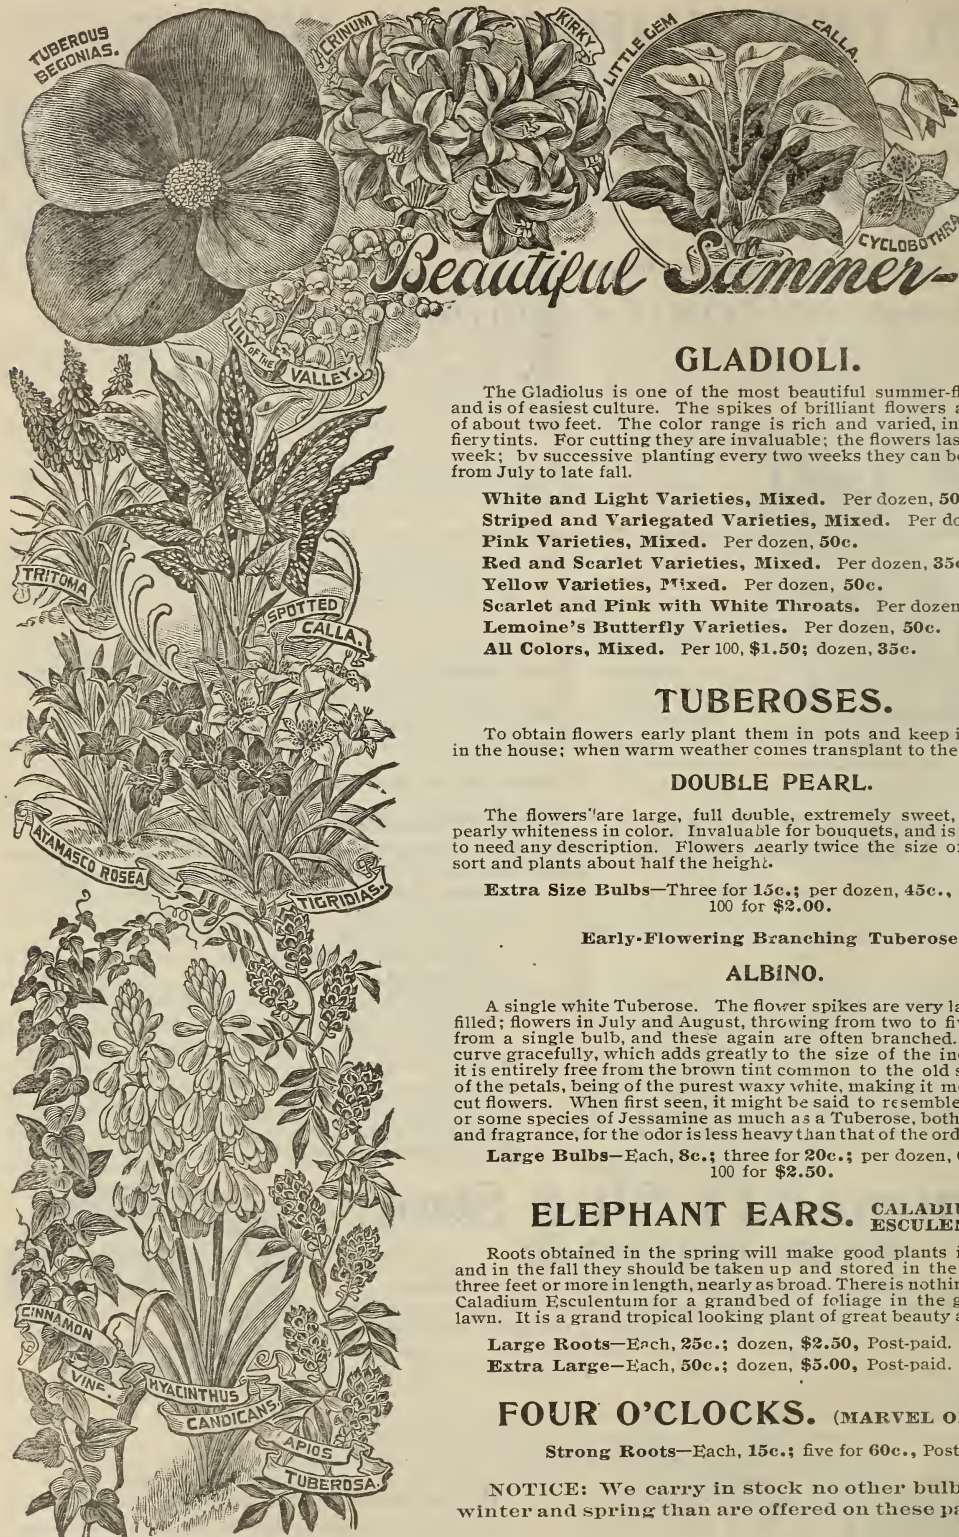 TUBEROUS
BEGONIAS.
CRINUM
KIRKY.
LITTLE GEM
CALLA.
CYCLOBOTHRA
Beautiful Summer-
LILY OF THE
VALLEY.
TRITOMA
SPOTTED
CALLA.
ATAMASCO ROSEA
TIGRIDIAS.
CINNAMON
VINE.
HYACINTHUS
CANDICANS.
APIOS
TUBEROSA.
GLADIOLI.
The Gladiolus is one of the most beautiful summer-fl
and is of easiest culture. The spikes of brilliant flowers a
of about two feet. The color range is rich and varied, in
fiery tints. For cutting they are invaluable; the flowers las
week; by successive planting every two weeks they can be
from July to late fall.
White and Light Varieties, Mixed. Per dozen, 50
Striped and Variegated Varieties, Mixed. Per do
Pink Varieties, Mixed. Per dozen, 50c.
Red and Scarlet Varieties, Mixed. Per dozen, 35c
Yellow Varieties, Mixed. Per dozen, 50c.
Scarlet and Pink with White Throats. Per dozen
Lemoine's Butterfly Varieties. Per dozen, 50c.
All Colors, Mixed. Per 100, $1.50; dozen, 35c.
TUBEROSES.
To obtain flowers early plant them in pots and keep i
in the house; when warm weather comes transplant to the
DOUBLE PEARL.
The flowers are large, full double, extremely sweet,
pearly whiteness in color. Invaluable for bouquets, and is
to need any description. Flowers nearly twice the size o
sort and plants about half the height.
Extra Size Bulbs—Three for 15c.; per dozen, 45c.,
100 for $2.00.
Early-Flowering Branching Tuberose
ALBINO.
A single white Tuberose. The flower spikes are very la
filled; flowers in July and August, throwing from two to fi
from a single bulb, and these again are often branched.
curve gracefully, which adds greatly to the size of the in
it is entirely free from the brown tint common to the old s
of the petals, being of the purest waxy white, making it m
cut flowers. When first seen, it might be said to resemble
or some species of Jessamine as much as a Tuberose, both
and fragrance, for the odor is less heavy than that of the ord
Large Bulbs—Each, 8c.; three for 20c.; per dozen,
100 for $2.50.
ELEPHANT EARS. CALADIU
ESCULEN
Roots obtained in the spring will make good plants i
and in the fall they should be taken up and stored in the
three feet or more in length, nearly as broad. There is nothin
Caladium Esculentum for a grand bed of foliage in the g
lawn. It is a grand tropical looking plant of great beauty a
Large Roots—Each, 25c.; dozen, $2.50, Post-paid.
Extra Large—Each, 50c.; dozen, $5.00, Post-paid.
FOUR O'CLOCKS. (MARVEL O
Strong Roots—Each, 15c.; five for 60c., Post
NOTICE: We carry in stock no other bulb
winter and spring than are offered on these pa